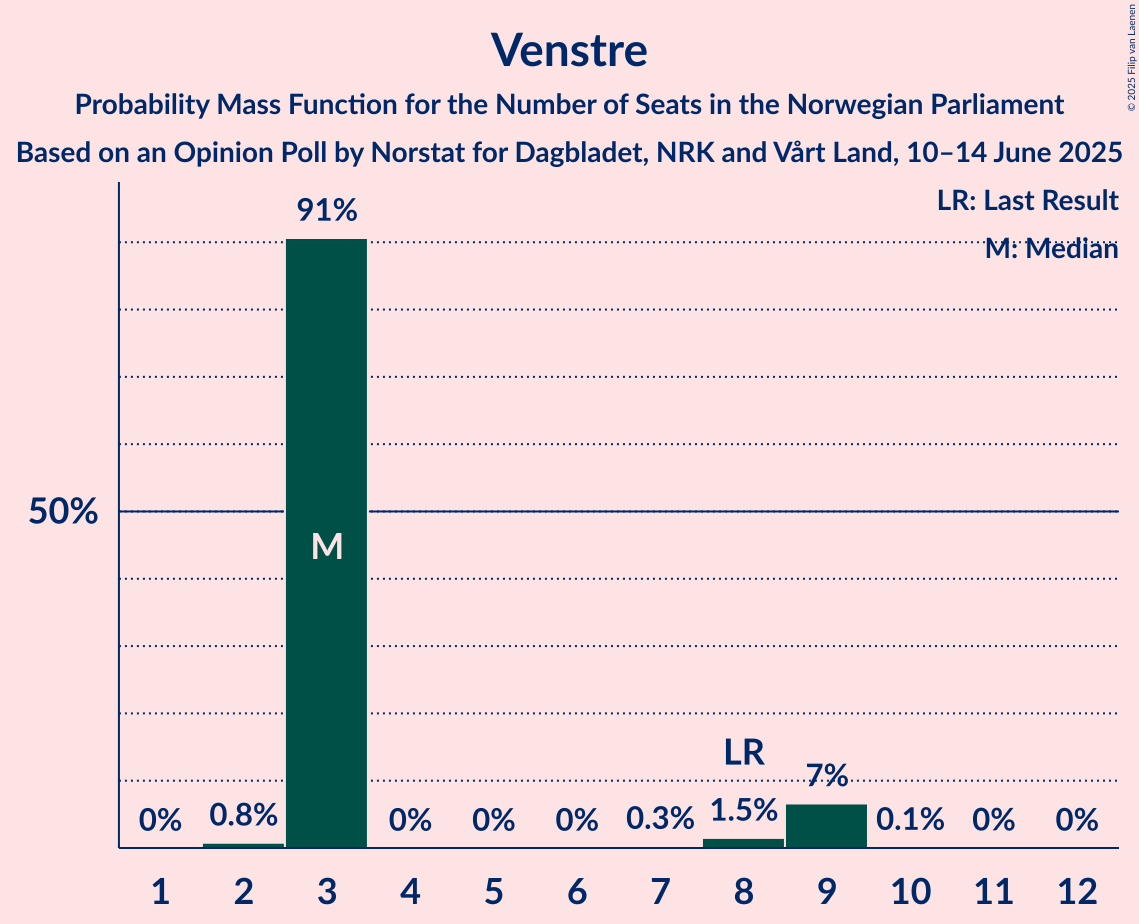 Venstre
Probability Mass Function for the Number of Seats in the Norwegian Parliament
Based on an Opinion Poll by Norstat for Dagbladet, NRK and Vårt Land, 10–14 June 2025
© 2025 Filip van Laenen
LR: Last Result
M: Median
91%
50%
M
LR
0% 0.8% 0% 0% 0% 0.3% 1.5% 7% 0.1% 0% 0%
1 2 3 4 5 6 7 8 9 10 11 12